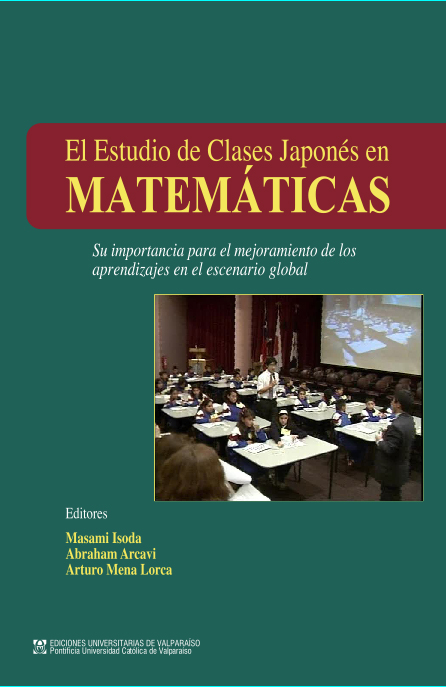 El Estudio de Clases Japonés en
MATEMÁTICAS
Su importancia para el mejoramiento de los
aprendizajes en el escenario global
Editores
Masami Isoda
Abraham Arcavi
Arturo Mena Lorca
EDICIONES UNIVERSITARIAS DE VALPARAÍSO
Pontificia Universidad Católica de Valparaíso